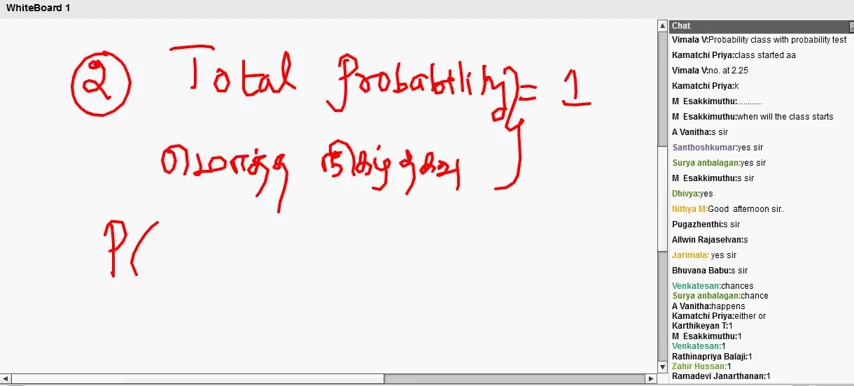 WhiteBoard 1
② Total Probability = 1
மொத்த நிகழ்தகவு
P(
Chat
Vimala V:Probability class with probability test
Kamatchi Priya:class started aa
Vimala V:no. at 2.25
Kamatchi Priya:k
M Esakkimuthu:...........
M Esakkimuthu:when will the class starts
A Vanitha:s sir
Santhoshkumar:yes sir
Surya anbalagan:yes sir
M Esakkimuthu:s sir
Dhivya:yes
Nithya M:Good afternoon sir..
Pugazhenthi:s sir
Allwin Rajaselvan:s
Jarimala: yes sir
Bhuvana Babu:s sir
Venkatesan:chances
Surya anbalagan:chance
A Vanitha:happens
Kamatchi Priya:either or
Karthikeyan T:1
M Esakkimuthu:1
Venkatesan:1
Rathinapriya Balaji:1
Zahir Hussan:1
Ramadevi Janarthanan:1